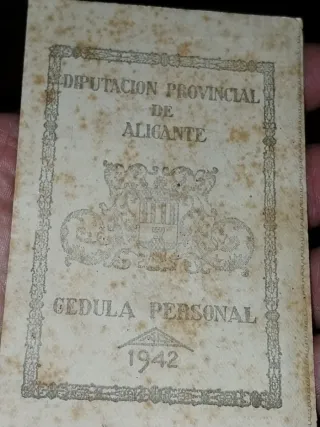 DIPUTACION PROVINCIAL
DE
ALICANTE
CEDULA PERSONAL
1942